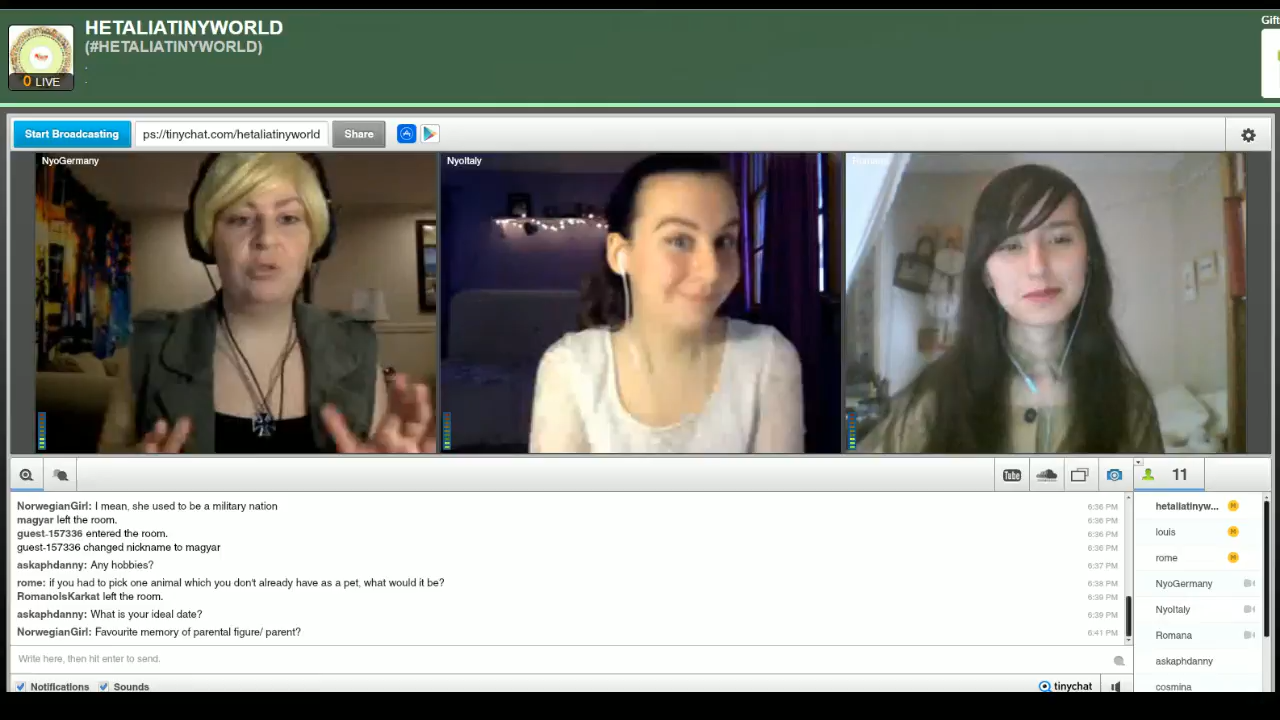 HETALIATINYWORLD
(#HETALIATINYWORLD)
Gift
0 LIVE
Start Broadcasting
ps://tinychat.com/hetaliatinyworld
Share
NyoGermany
NyoItaly
Romana
You Tube
11
NorwegianGirl: I mean, she used to be a military nation 6:36 PM
magyar left the room. 6:36 PM
guest-157336 entered the room. 6:36 PM
guest-157336 changed nickname to magyar 6:36 PM
askaphdanny: Any hobbies? 6:37 PM
rome: if you had to pick one animal which you don't already have as a pet, what would it be? 6:38 PM
RomanoIsKarkat left the room. 6:39 PM
askaphdanny: What is your ideal date? 6:39 PM
NorwegianGirl: Favourite memory of parental figure/ parent? 6:41 PM
hetaliatinyw...
louis
rome
NyoGermany
NyoItaly
Romana
askaphdanny
cosmina
Write here, then hit enter to send.
Notifications
Sounds
tinychat